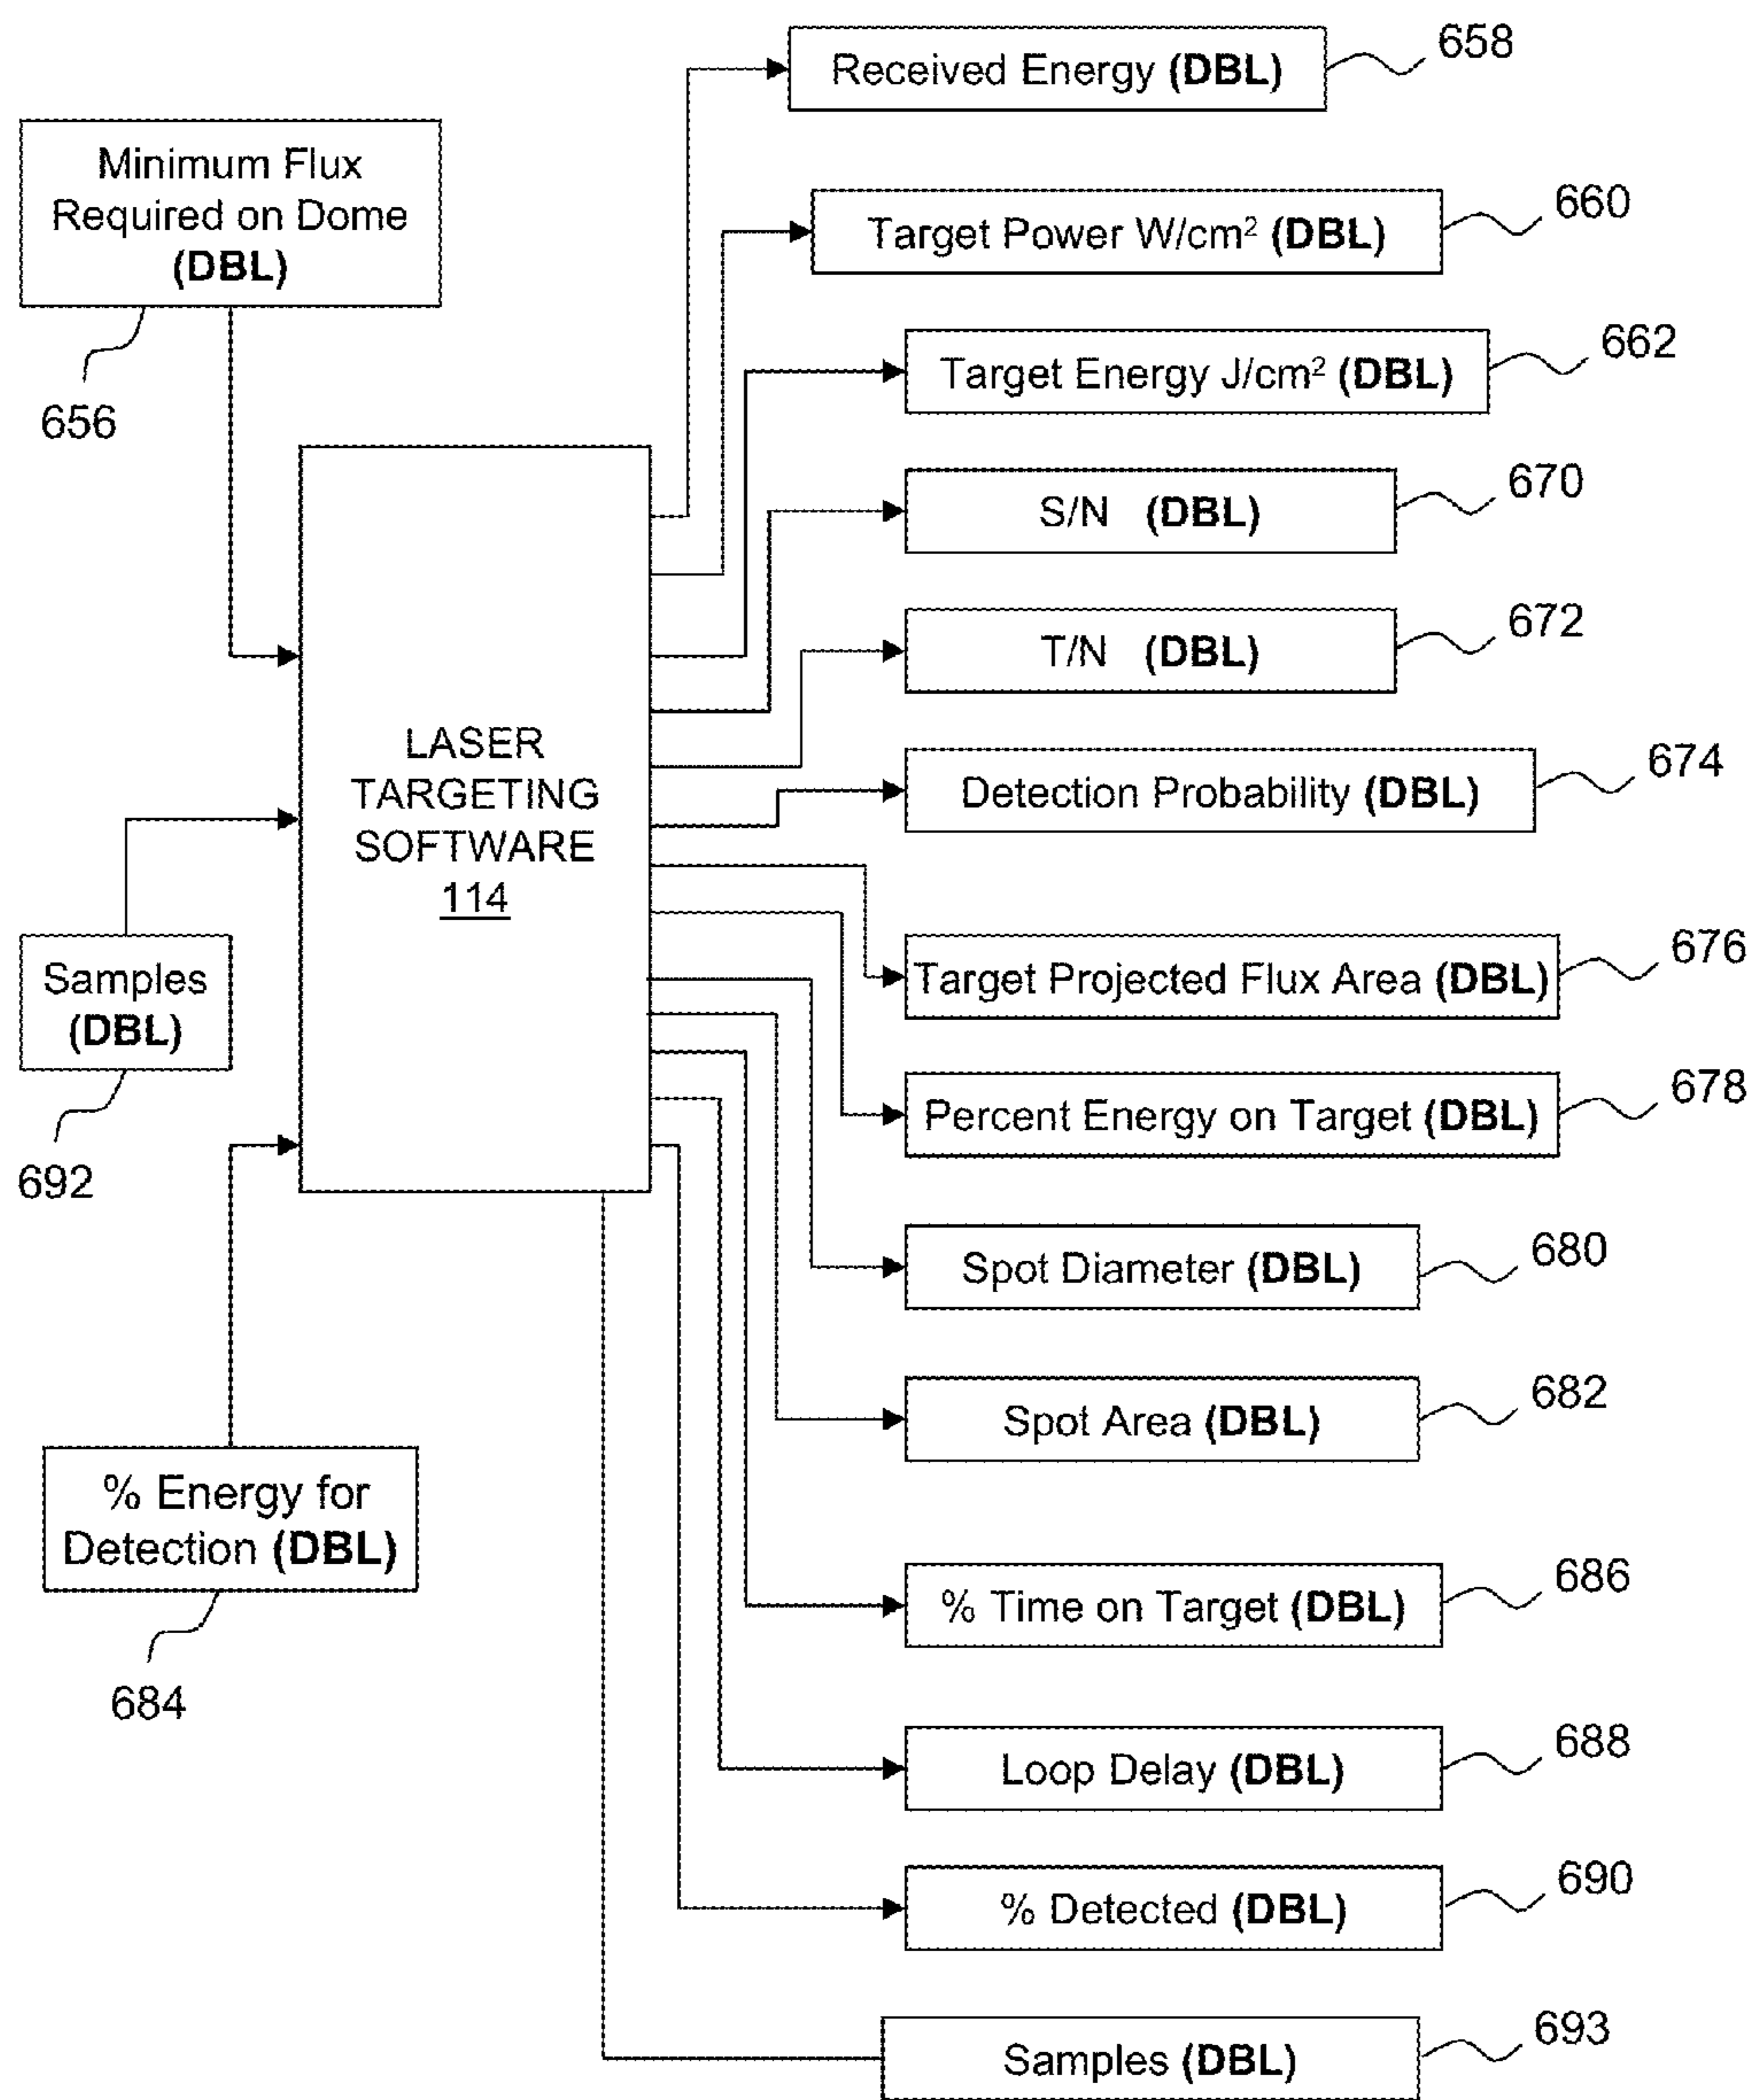 Received Energy (DBL)
658
Minimum Flux
Required on Dome
(DBL)
656
Target Power W/cm² (DBL)
660
Target Energy J/cm² (DBL)
662
S/N (DBL)
670
T/N (DBL)
672
LASER
TARGETING
SOFTWARE
114
Detection Probability (DBL)
674
Samples
(DBL)
692
Target Projected Flux Area (DBL)
676
Percent Energy on Target (DBL)
678
Spot Diameter (DBL)
680
Spot Area (DBL)
682
% Energy for
Detection (DBL)
684
% Time on Target (DBL)
686
Loop Delay (DBL)
688
% Detected (DBL)
690
Samples (DBL)
693